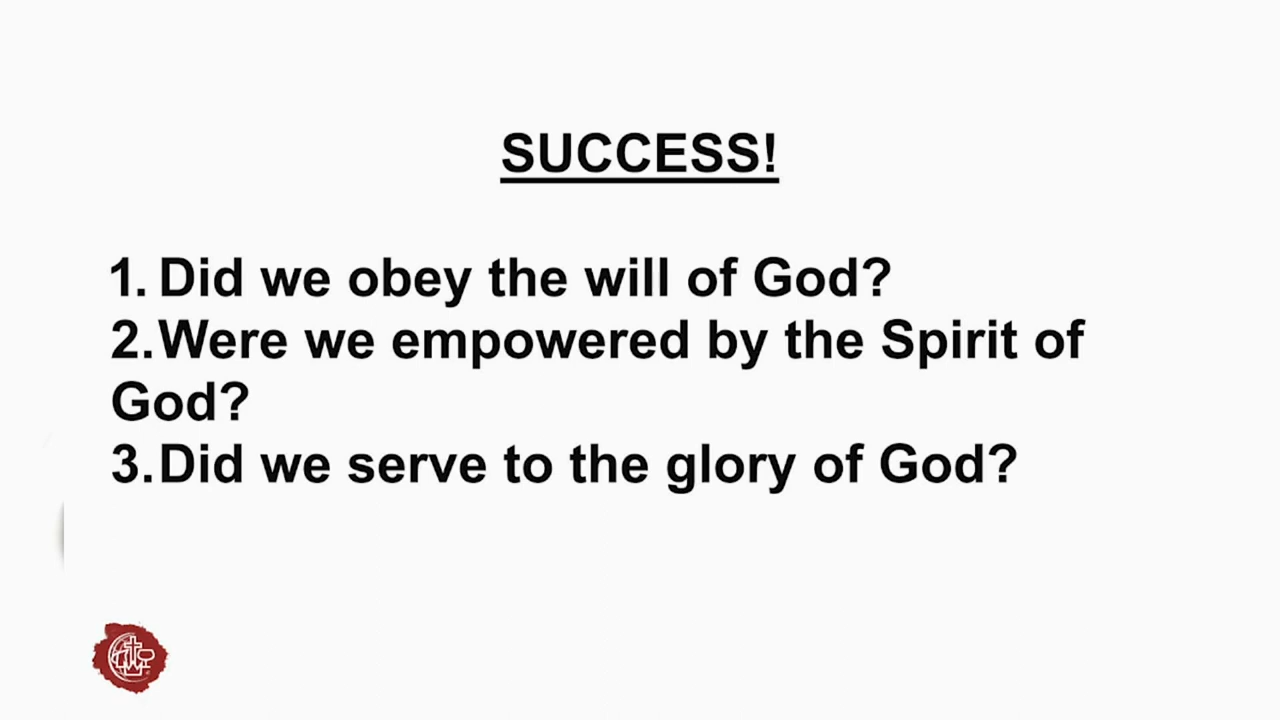 SUCCESS!
1. Did we obey the will of God?
2.Were we empowered by the Spirit of
God?
3.Did we serve to the glory of God?